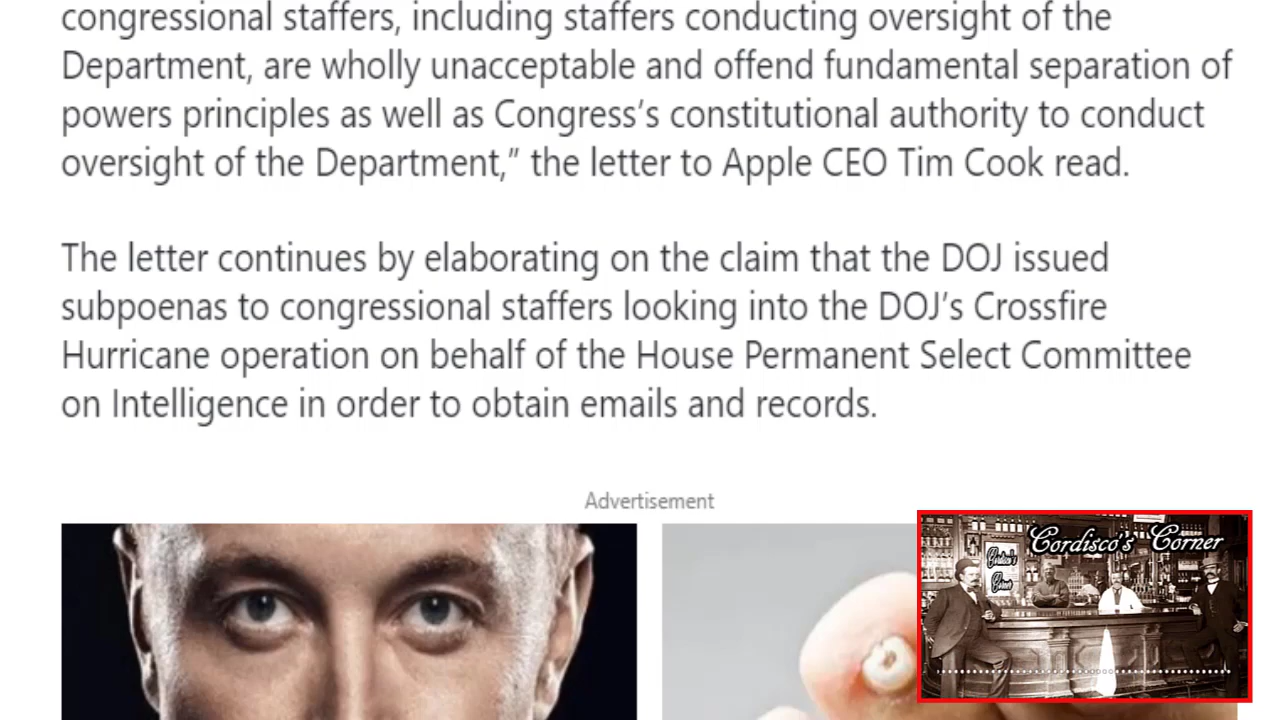 congressional staffers, including staffers conducting oversight of the
Department, are wholly unacceptable and offend fundamental separation of
powers principles as well as Congress’s constitutional authority to conduct
oversight of the Department,” the letter to Apple CEO Tim Cook read.
The letter continues by elaborating on the claim that the DOJ issued
subpoenas to congressional staffers looking into the DOJ’s Crossfire
Hurricane operation on behalf of the House Permanent Select Committee
on Intelligence in order to obtain emails and records.
Advertisement
Cordisco's Corner
Cordisco's
Corner